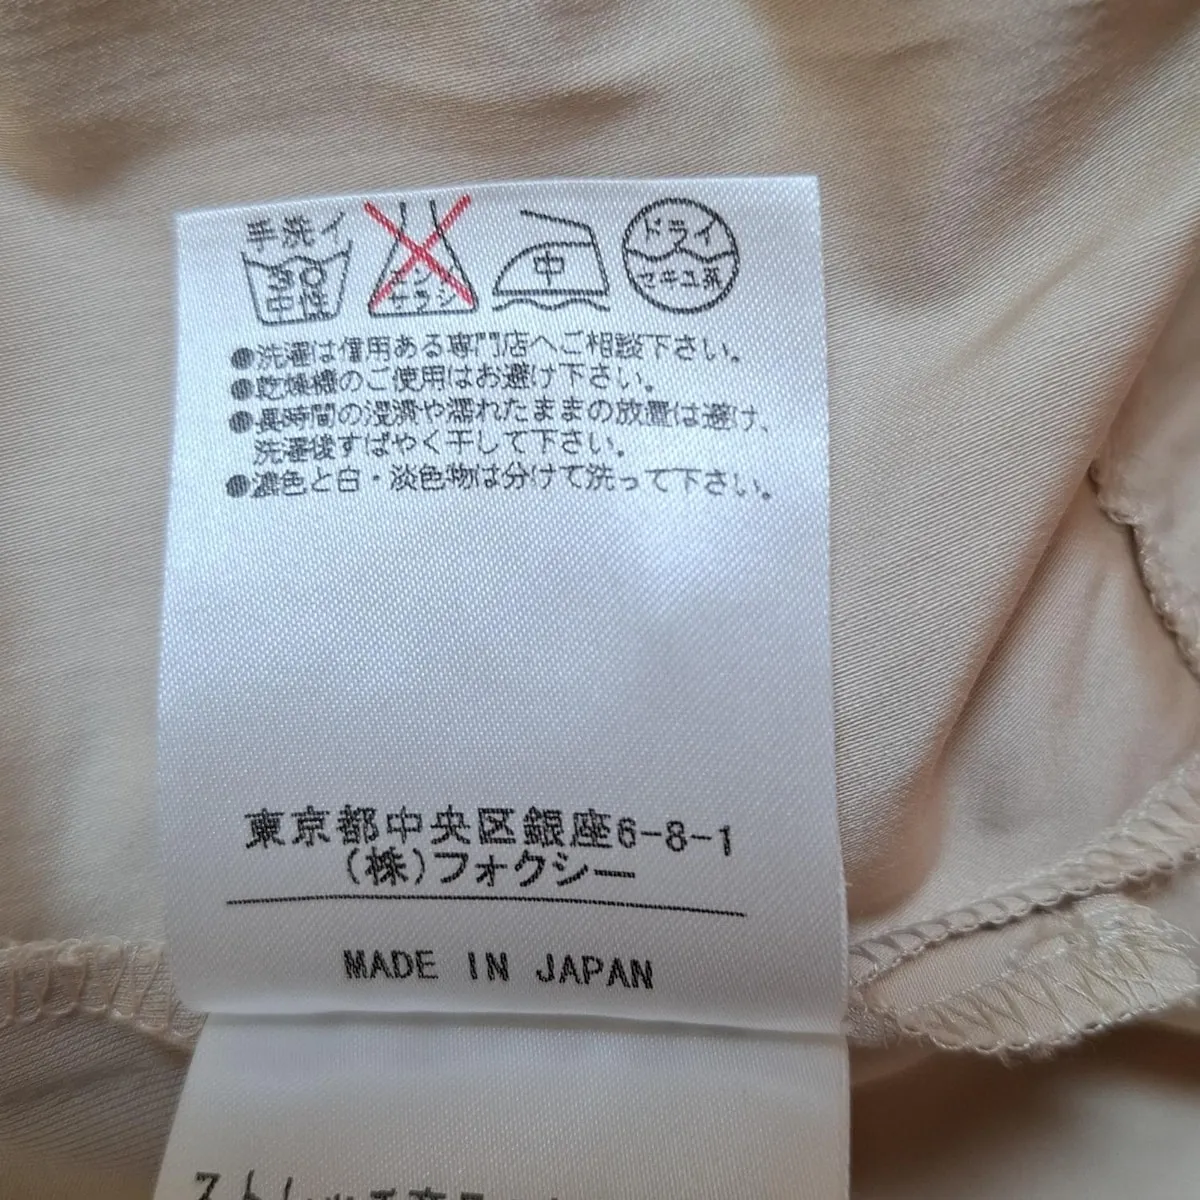 手洗イ
30
中性
エンソ
サラシ
中
ドライ
セキユ系
●洗濯は信用ある専門店へご相談下さい。
●乾燥機のご使用はお避け下さい。
●長時間の浸漬や濡れたままの放置は避け、
洗濯後すばやく干して下さい。
●濃色と白・淡色物は分けて洗って下さい。
東京都中央区銀座6-8-1
(株)フォクシー
MADE IN JAPAN